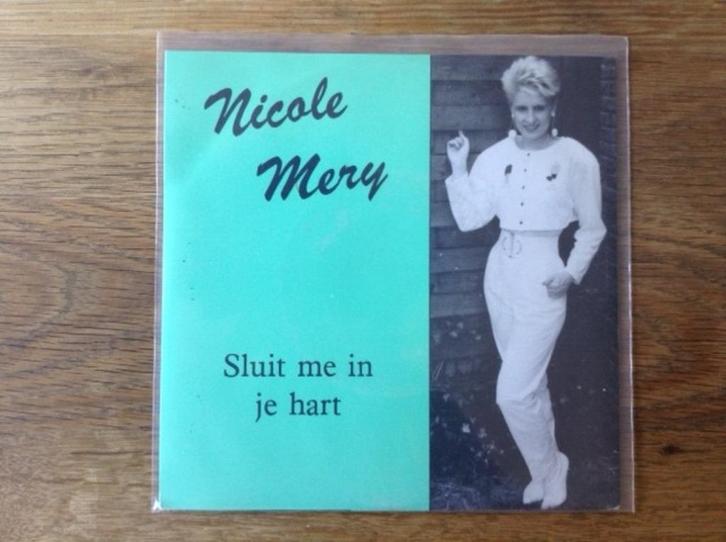 Nicole
Mery
Sluit me in
je hart